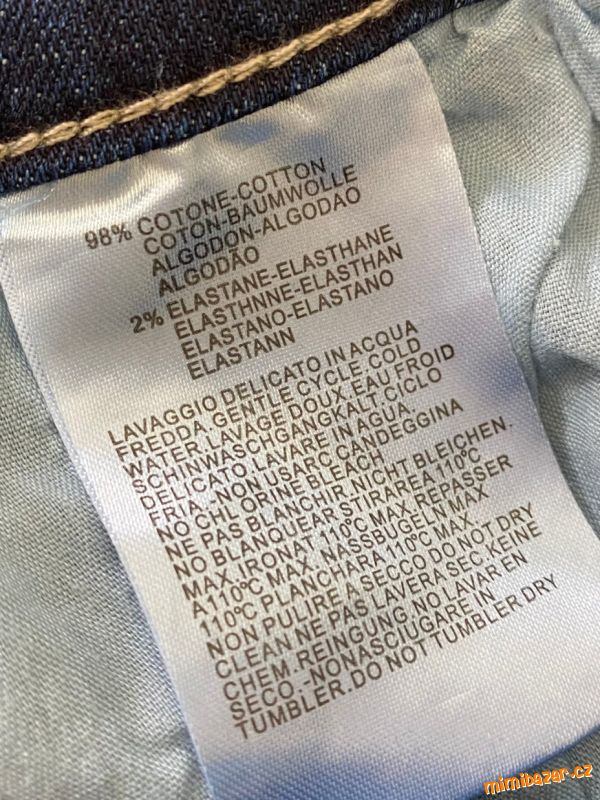 98% COTONE-COTTON
COTON-BAUMWOLLE
ALGODON-ALGODAO
ALGODÃO
2% ELASTANE-ELASTHANE
ELASTHNNE-ELASTHAN
ELASTANO-ELASTANO
ELASTANN
LAVAGGIO DELICATO IN ACQUA
FREDDA. GENTLE CYCLE. COLD
WATER. LAVAGE DOUX. EAU FROID
SCHINWASCHGANGKALT. CICLO
DELICATO. LAVARE IN AGUA.
FRIA.-NON USARC CANDEGGINA
NO CHL ORINE BLEACH
NE PAS BLANCHIR. NICHT BLEICHEN.
NO BLANQUEAR STIRAREA 110°C
MAX. IRONAT 110°C MAX. REPASSER
A110°C MAX. NASSBUGELN MAX
110°C PLANCHARA 110°C MAX.
NON PULIRE A SECCO DO NOT DRY
CLEAN NE PAS LAVERA SEC. KEINE
CHEM. REINGUNG. NO LAVAR EN
SECO.-NONASCIUGARE IN
TUMBLER. DO NOT TUMBLER DRY
mimibazar.cz